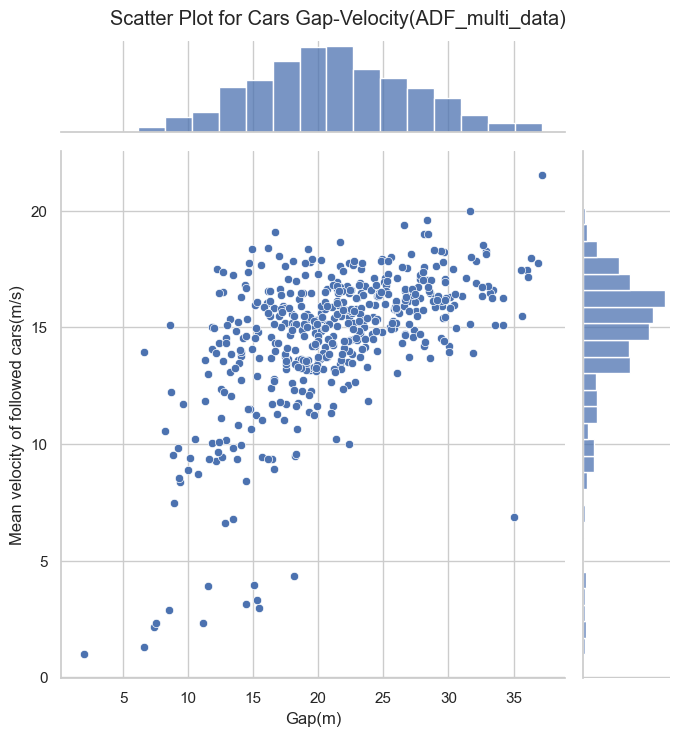 Scatter Plot for Cars Gap-Velocity(ADF_multi_data)
Mean velocity of followed cars(m/s)
20
15
10
5
0
5 10 15 20 25 30 35
Gap(m)